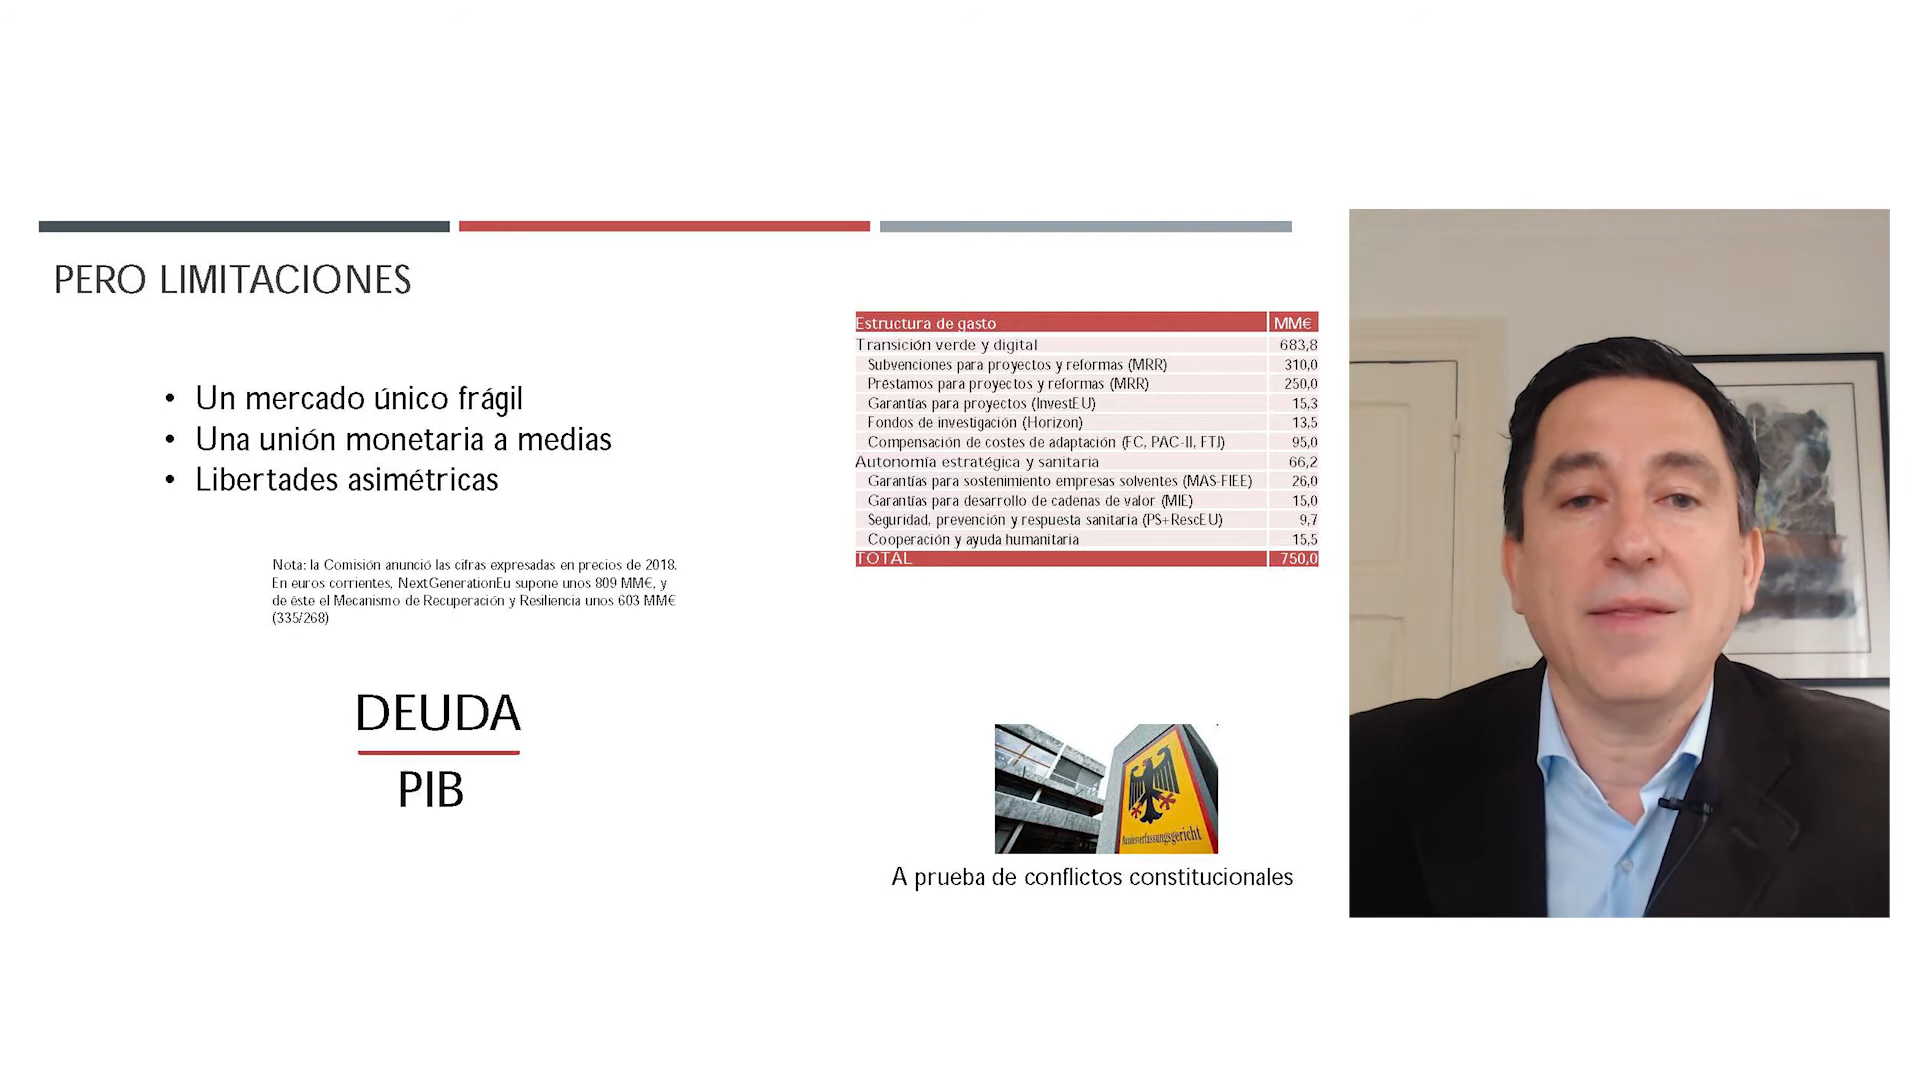 PERO LIMITACIONES
• Un mercado único frágil
• Una unión monetaria a medias
• Libertades asimétricas
Nota: la Comisión anunció las cifras expresadas en precios de 2018.
En euros corrientes, NextGenerationEu supone unos 809 MM€, y
de éste el Mecanismo de Recuperación y Resiliencia unos 603 MM€
(335/268)
DEUDA
PIB
Estructura de gasto MM€
Transición verde y digital 683,8
Subvenciones para proyectos y reformas (MRR) 310,0
Préstamos para proyectos y reformas (MRR) 250,0
Garantías para proyectos (InvestEU) 15,3
Fondos de investigación (Horizon) 13,5
Compensación de costes de adaptación (FC, PAC-II, FTJ) 95,0
Autonomía estratégica y sanitaria 66,2
Garantías para sostenimiento empresas solventes (MAS-FIEE) 26,0
Garantías para desarrollo de cadenas de valor (MIE) 15,0
Seguridad, prevención y respuesta sanitaria (PS+RescEU) 9,7
Cooperación y ayuda humanitaria 15,5
TOTAL 750,0
Bundesverfassungsgericht
A prueba de conflictos constitucionales